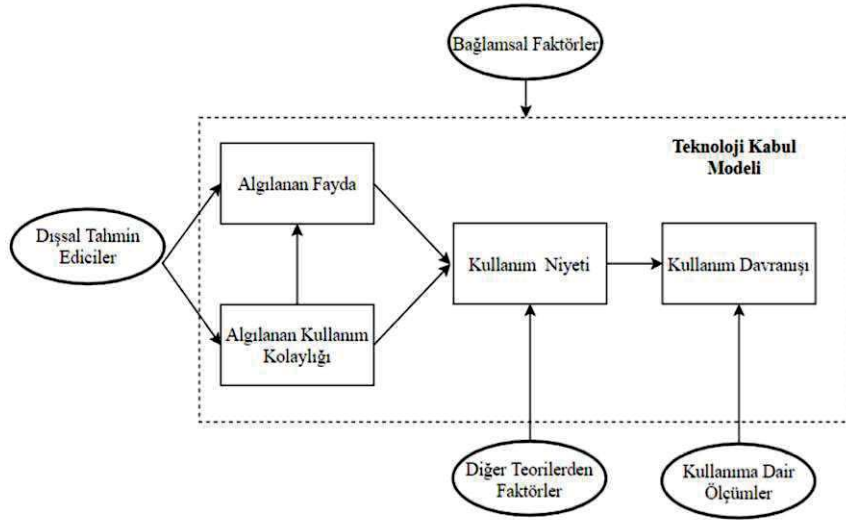 Bağlamsal Faktörler
Teknoloji Kabul
Modeli
Algılanan Fayda
Dışsal Tahmin
Ediciler
Kullanım Niyeti
Kullanım Davranışı
Algılanan Kullanım
Kolaylığı
Diğer Teorilerden
Faktörler
Kullanıma Dair
Ölçümler